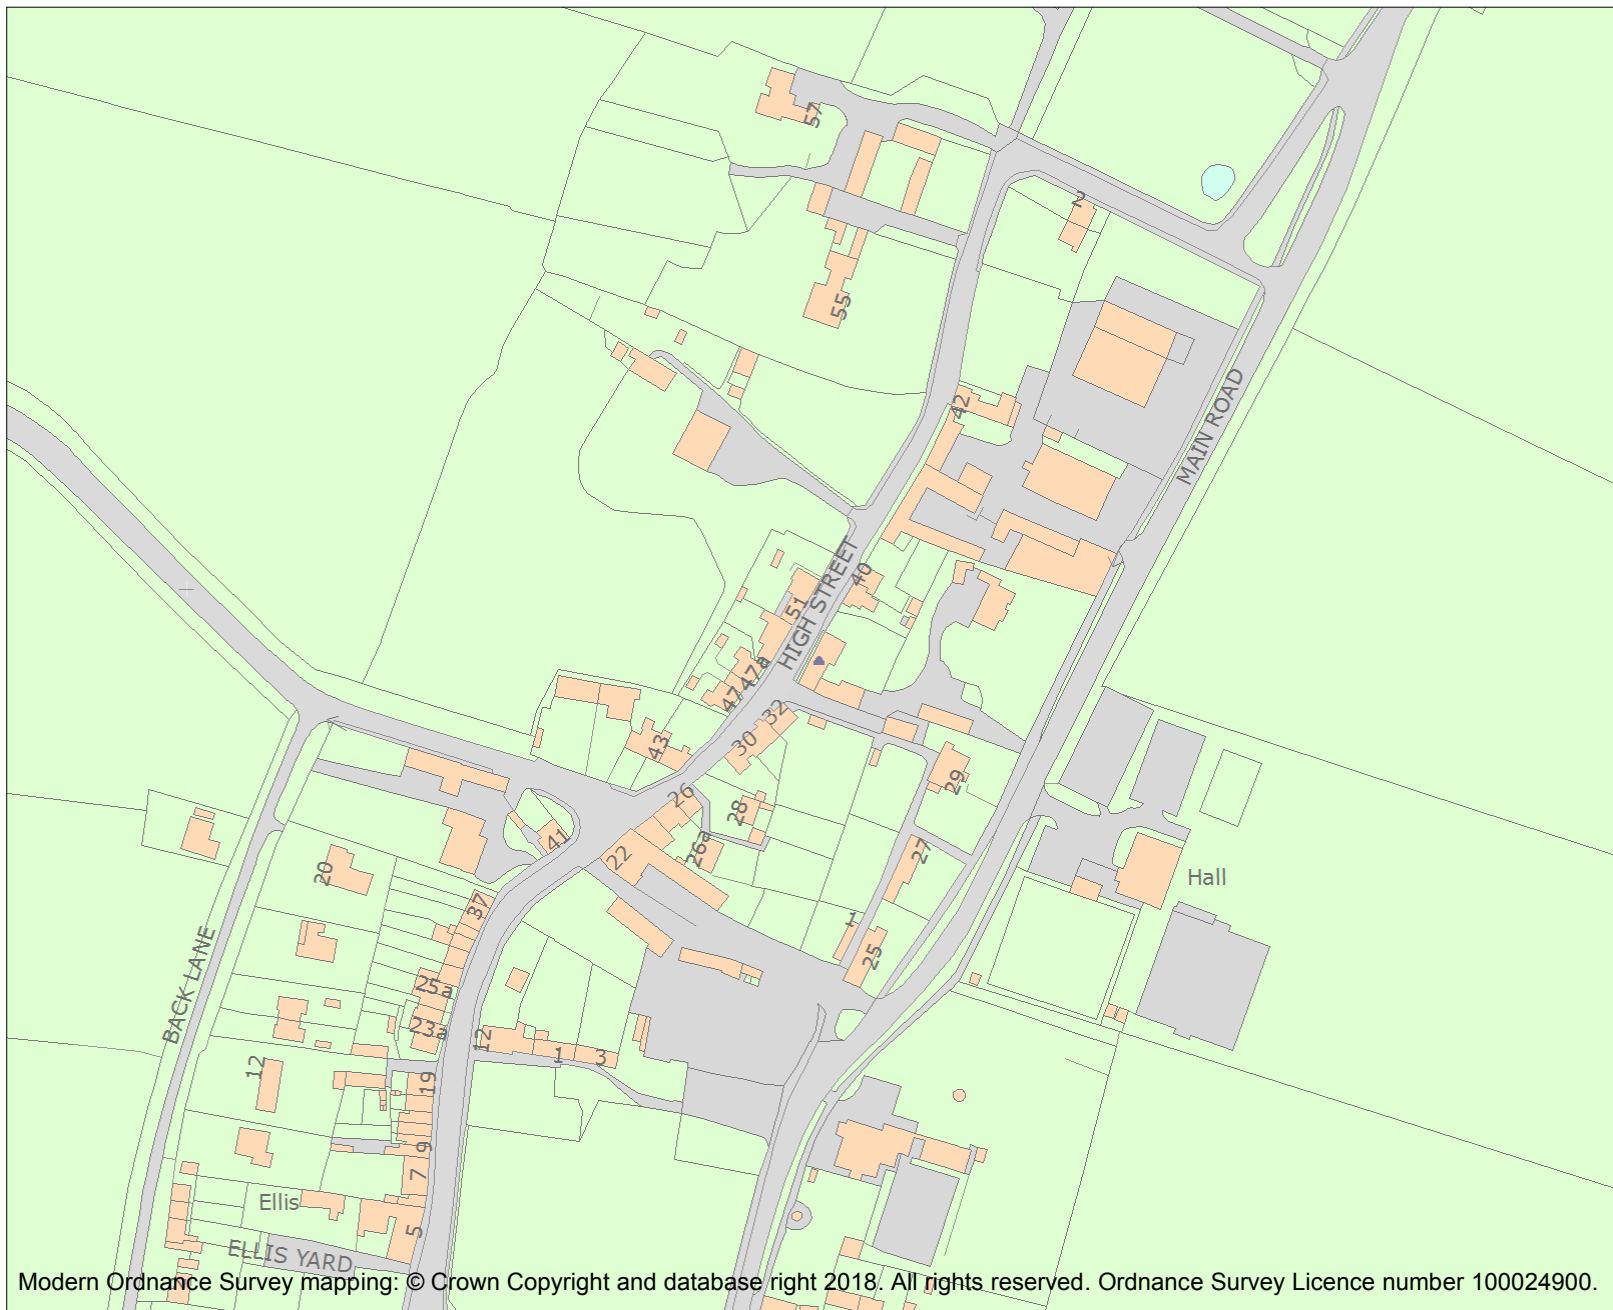 57
2
55
42
MAIN ROAD
HIGH STREET
40
51
47a
47
32
30
43
29
26
28
41
26a
22
27
20
Hall
37
1
25
25a
BACK LANE
23a
12
1
3
12
19
9
7
Ellis
5
ELLIS YARD
Modern Ordnance Survey mapping: © Crown Copyright and database right 2018. All rights reserved. Ordnance Survey Licence number 100024900.